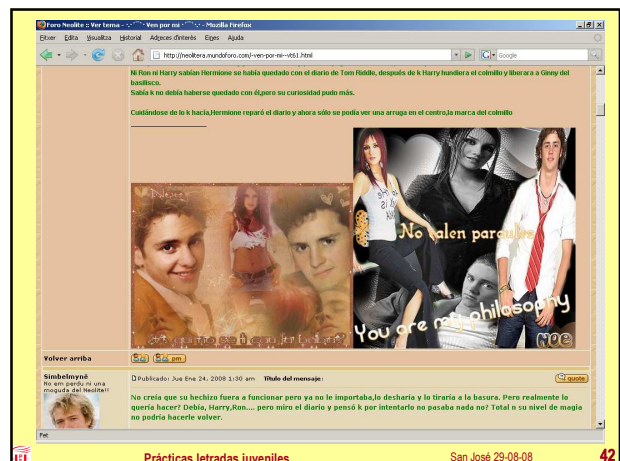 Foro Neolite :: Ver tema - Ven por mi - Mozilla Firefox
Fitxer Edita Visualitza Historial Adreces d'interès Eines Ajuda
http://neolitera.mundoforo.com/-ven-por-mi--vt61.html
Google
Ni Ron ni Harry sabían Hermione se había quedado con el diario de Tom Riddle, después de k Harry hundiera el colmillo y liberara a Ginny del
basilisco.
Sabía k no debía haberse quedado con él,pero su curiosidad pudo más.
Cuidándose de lo k hacía,Hermione reparó el diario y ahora sólo se podía ver una arruga en el centro,la marca del colmillo
No valen
You are my philosophy
NOE
Volver arriba
pm
Simbelmynë
No em perdu ni una
moguda del Neolite!!
Publicado: Jue Ene 24, 2008 1:30 am Título del mensaje:
quote
No creía que su hechizo fuera a funcionar pero ya no le importaba,lo desharía y lo tiraría a la basura. Pero realmente lo
quería hacer? Debía, Harry,Ron.... pero miro el diario y pensó k por intentarlo no pasaba nada no? Total n su nivel de magia
no podría hacerle volver.
Fet
Prácticas letradas juveniles
San José 29-08-08
42